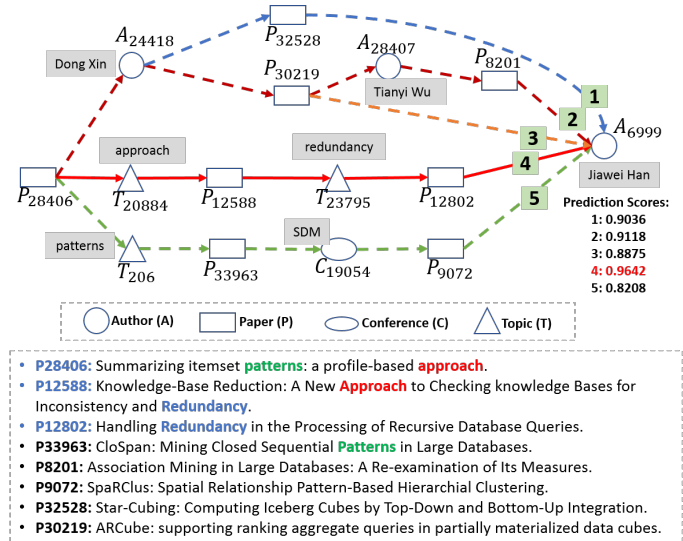 A24418
P32528
Dong Xin
A28407
P8201
P30219
Tianyi Wu
1
2
A6999
3
approach
redundancy
4
Jiawei Han
P28406
T20884
P12588
T23795
P12802
5
Prediction Scores:
1: 0.9036
2: 0.9118
3: 0.8875
4: 0.9642
5: 0.8208
patterns
SDM
T206
P33963
C19054
P9072
Author (A)
Paper (P)
Conference (C)
Topic (T)
• P28406: Summarizing itemset patterns: a profile-based approach.
• P12588: Knowledge-Base Reduction: A New Approach to Checking knowledge Bases for
Inconsistency and Redundancy.
• P12802: Handling Redundancy in the Processing of Recursive Database Queries.
• P33963: CloSpan: Mining Closed Sequential Patterns in Large Databases.
• P8201: Association Mining in Large Databases: A Re-examination of Its Measures.
• P9072: SpaRClus: Spatial Relationship Pattern-Based Hierarchial Clustering.
• P32528: Star-Cubing: Computing Iceberg Cubes by Top-Down and Bottom-Up Integration.
• P30219: ARCube: supporting ranking aggregate queries in partially materialized data cubes.